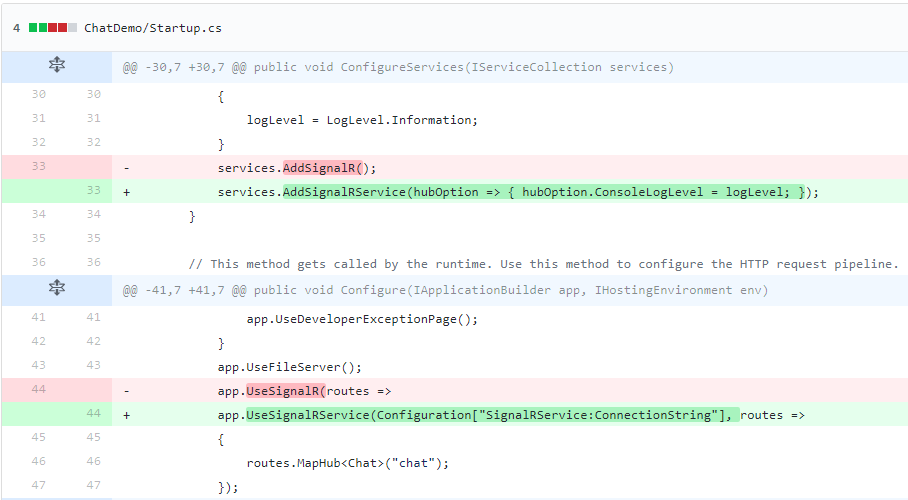 4 ChatDemo/Startup.cs
@@ -30,7 +30,7 @@ public void ConfigureServices(IServiceCollection services)
30 30 {
31 31 logLevel = LogLevel.Information;
32 32 }
33 - services.AddSignalR();
33 + services.AddSignalRService(hubOption => { hubOption.ConsoleLogLevel = logLevel; });
34 34 }
35 35
36 36 // This method gets called by the runtime. Use this method to configure the HTTP request pipeline.
@@ -41,7 +41,7 @@ public void Configure(IApplicationBuilder app, IHostingEnvironment env)
41 41 app.UseDeveloperExceptionPage();
42 42 }
43 43 app.UseFileServer();
44 - app.UseSignalR(routes =>
44 + app.UseSignalRService(Configuration["SignalRService:ConnectionString"], routes =>
45 45 {
46 46 routes.MapHub<Chat>("chat");
47 47 });